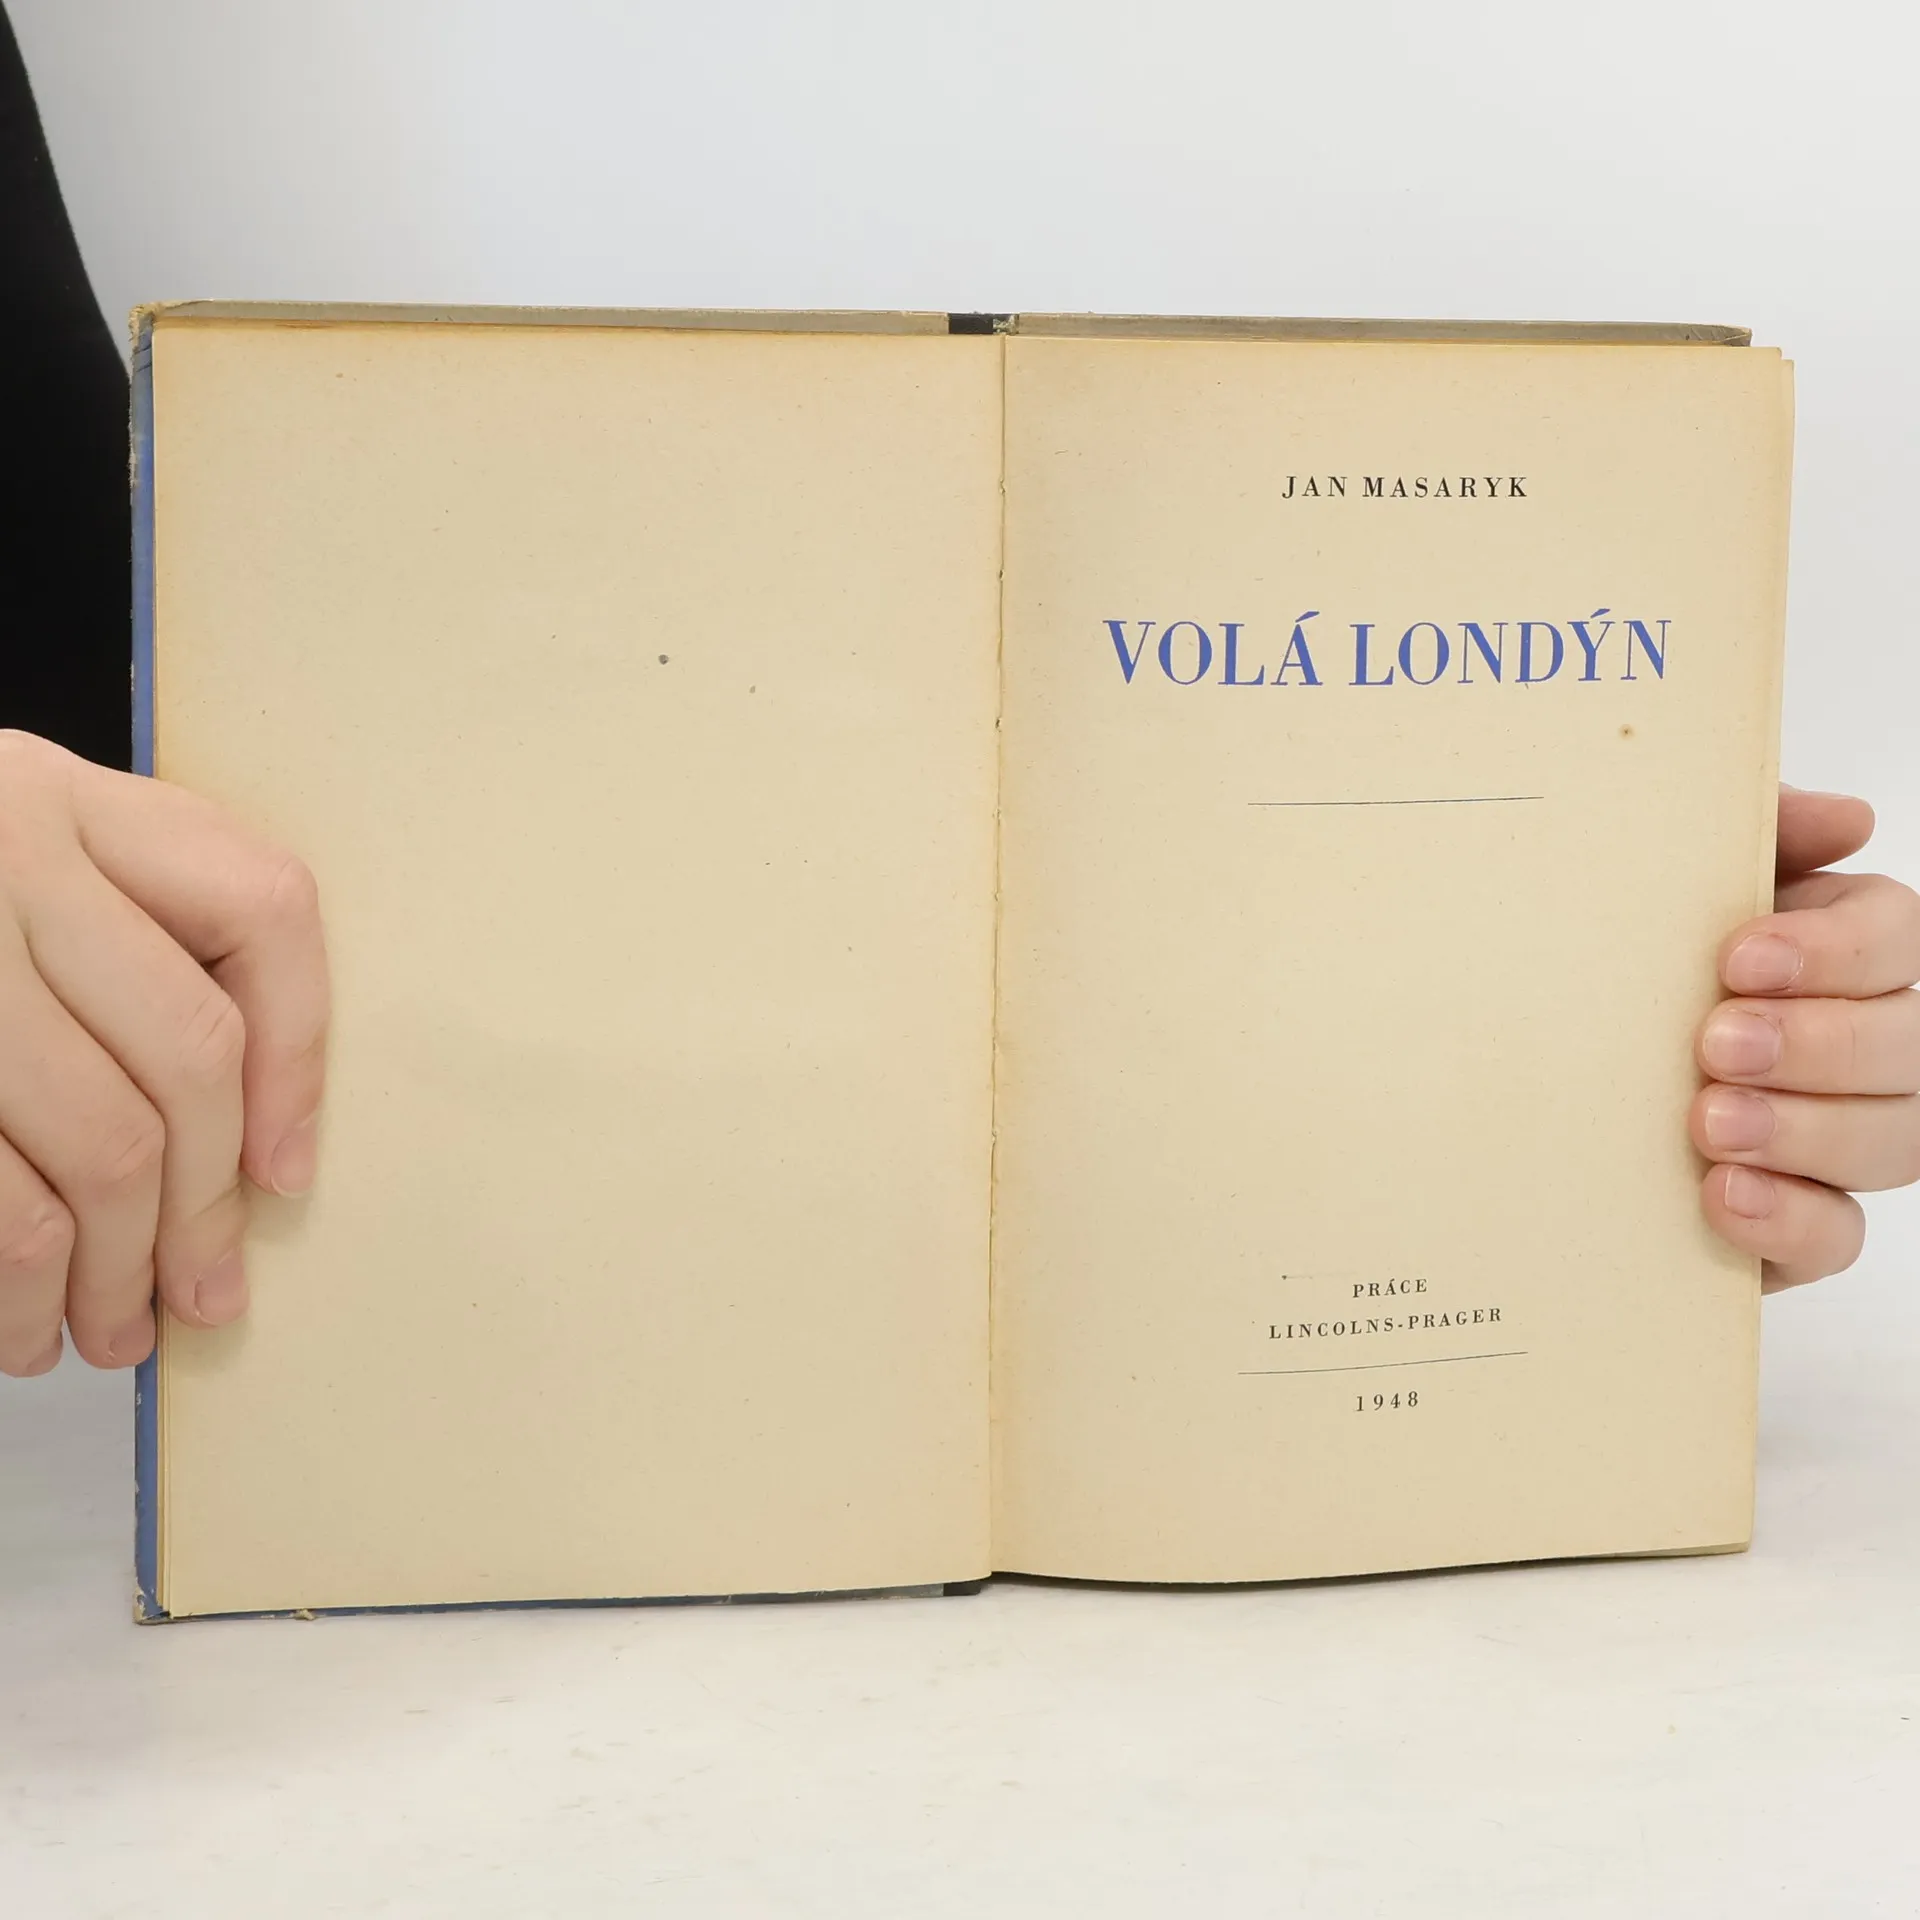 JAN MASARYK
VOLÁ LONDÝN
PRÁCE
LINCOLNS-PRAGER
1948